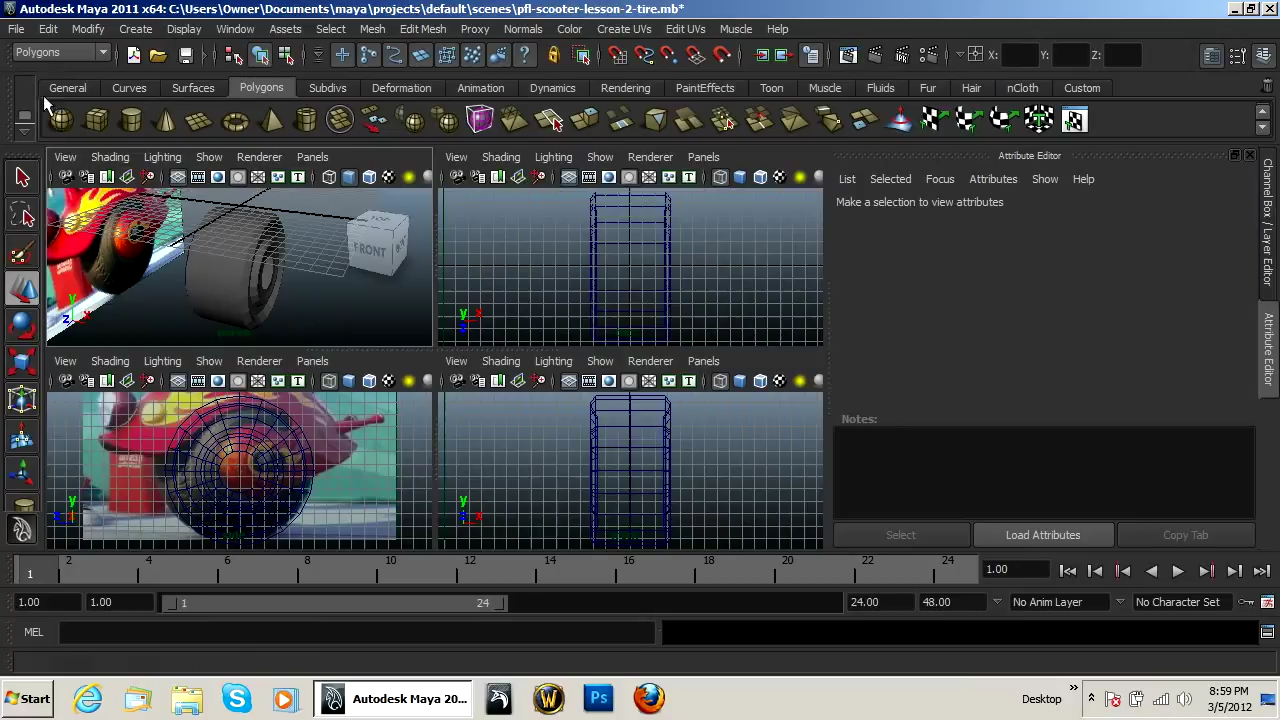 Autodesk Maya 2011 x64: C:\Users\Owner\Documents\maya\projects\default\scenes\pfl-scooter-lesson-2-tire.mb*
File Edit Modify Create Display Window Assets Select Mesh Edit Mesh Proxy Normals Color Create UVs Edit UVs Muscle Help
Polygons X: Y: Z:
General Curves Surfaces Polygons Subdivs Deformation Animation Dynamics Rendering PaintEffects Toon Muscle Fluids Fur Hair nCloth Custom
View Shading Lighting Show Renderer Panels View Shading Lighting Show Renderer Panels Attribute Editor
List Selected Focus Attributes Show Help
Make a selection to view attributes
TOP
FRONT
Channel Box / Layer Editor
Attribute Editor
y z x y x z
View Shading Lighting Show Renderer Panels View Shading Lighting Show Renderer Panels
Notes:
y z y z x
Select Load Attributes Copy Tab
1 2 4 6 8 10 12 14 16 18 20 22 24 1.00
1.00 1.00 1 24 24.00 48.00 No Anim Layer No Character Set
MEL
Start Autodesk Maya 20... Ps Desktop » 8:59 PM
3/5/2012